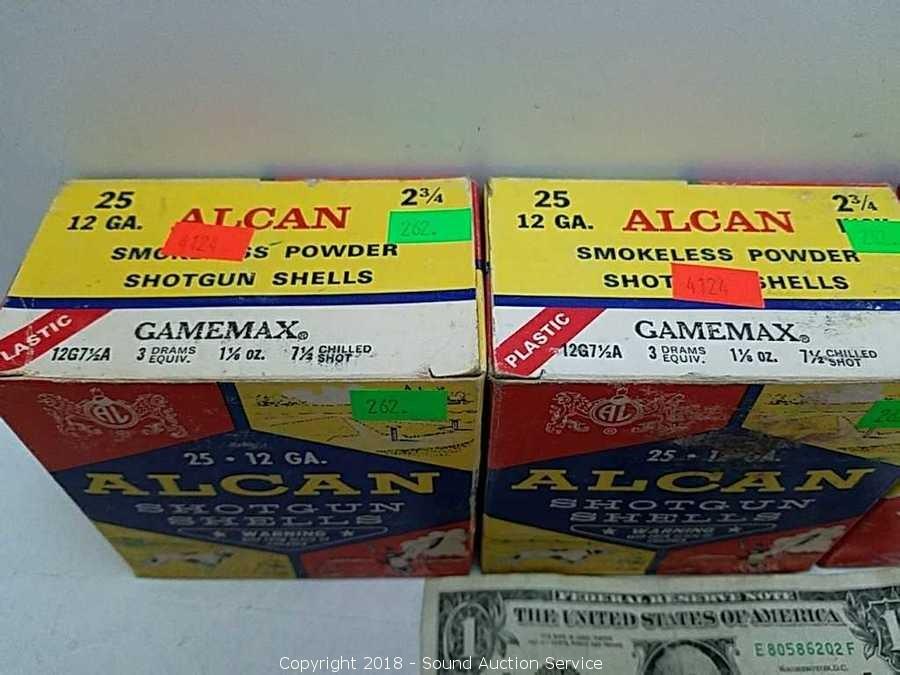 25
2¾
12 GA.
ALCAN
262.
4124
POWDER
SHOTGUN SHELLS
PLASTIC
GAMEMAX®
12G7½A 3 DRAMS EQUIV. 1⅛ OZ. 7½ CHILLED SHOT
AL
262.
25 · 12 GA.
ALCAN
SHOTGUN
SHELLS
WARNING
25
2¾
12 GA.
ALCAN
SMOKELESS POWDER
4124
SHELLS
PLASTIC
GAMEMAX®
12G7½A 3 DRAMS EQUIV. 1⅛ OZ. 7½ CHILLED SHOT
AL
®
25 · GA.
ALCAN
SHOTGUN
SHELLS
WARNING
FEDERAL RESERVE NOTE
THE UNITED STATES OF AMERICA
1
E 80586202 F
WASHINGTON, D.C.
Copyright 2018 - Sound Auction Service